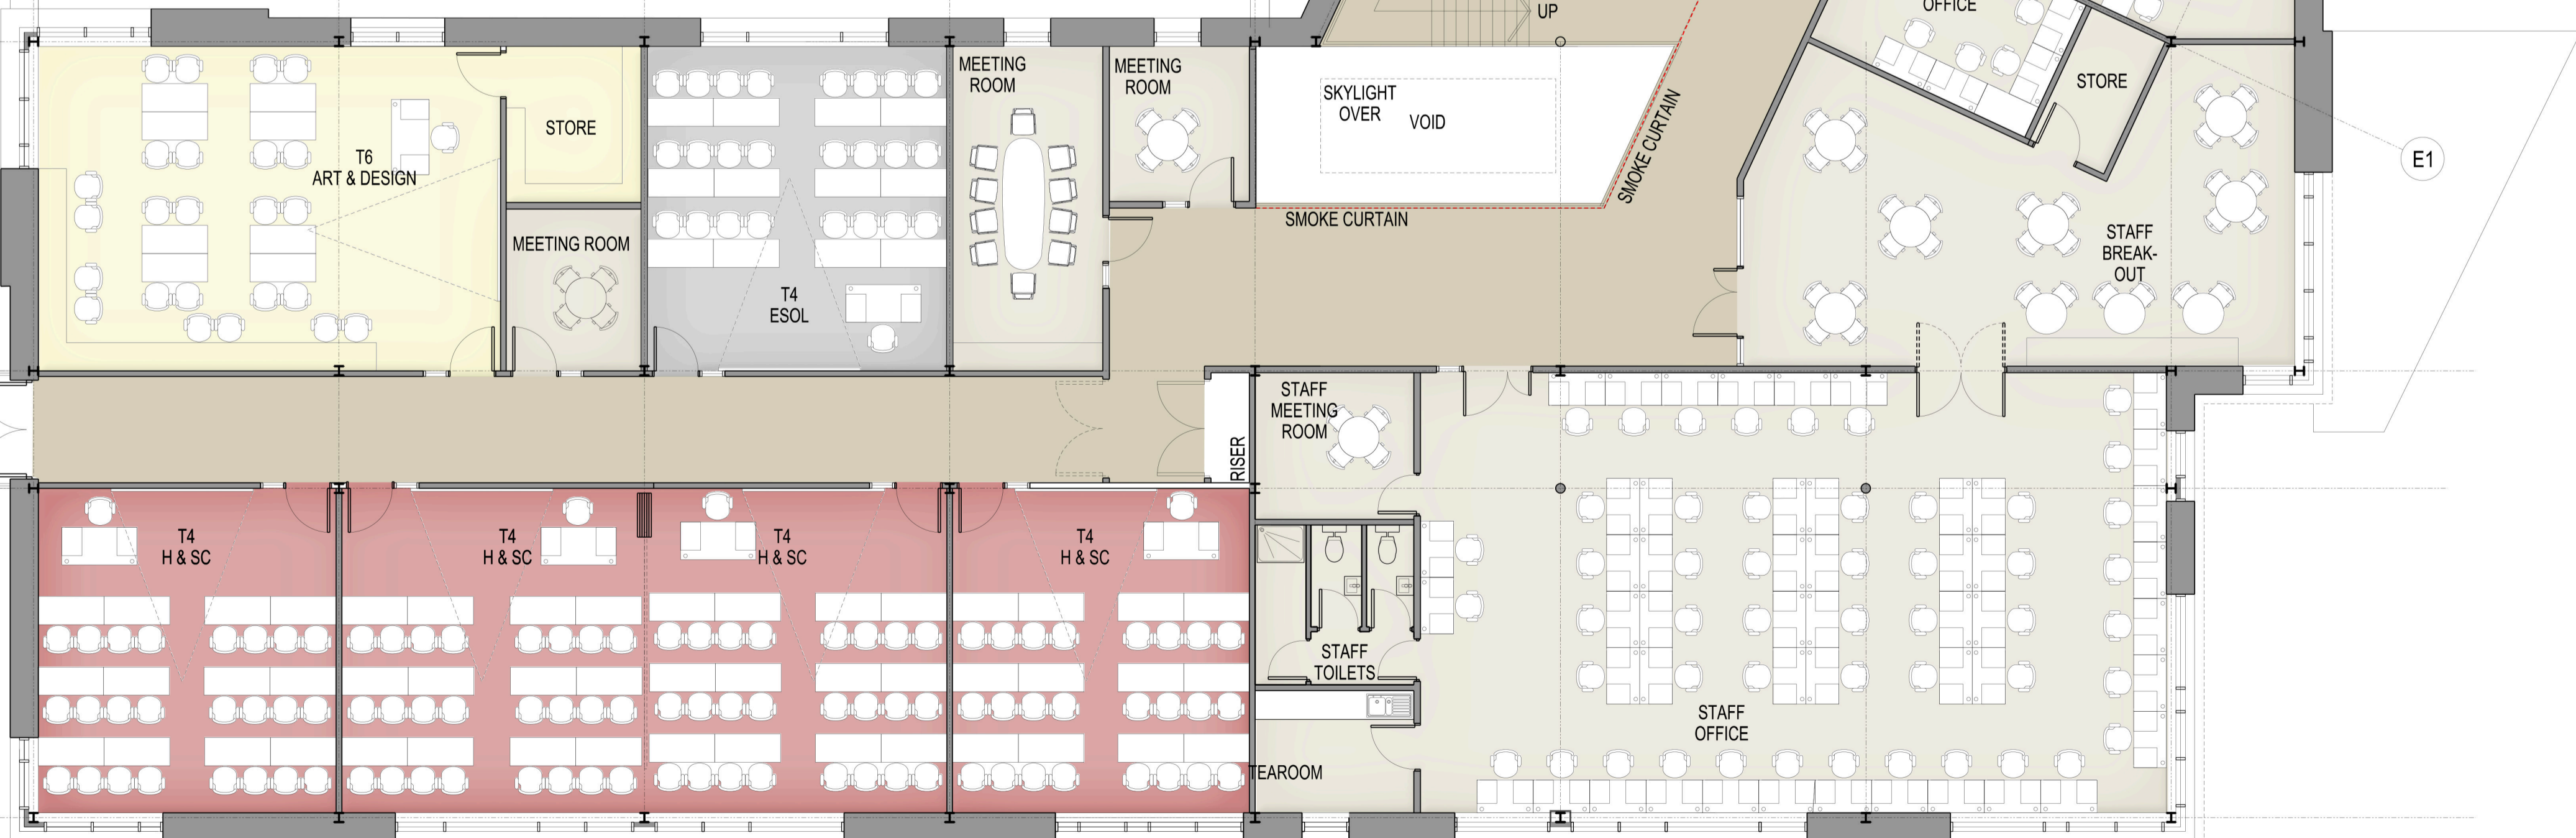 UP
OFFICE
MEETING
ROOM
MEETING
ROOM
SKYLIGHT
OVER
VOID
SMOKE CURTAIN
STORE
STORE
T6
ART & DESIGN
E1
SMOKE CURTAIN
MEETING ROOM
STAFF
BREAK-
OUT
T4
ESOL
STAFF
MEETING
ROOM
RISER
T4
H & SC
T4
H & SC
T4
H & SC
T4
H & SC
STAFF
TOILETS
STAFF
OFFICE
TEAROOM